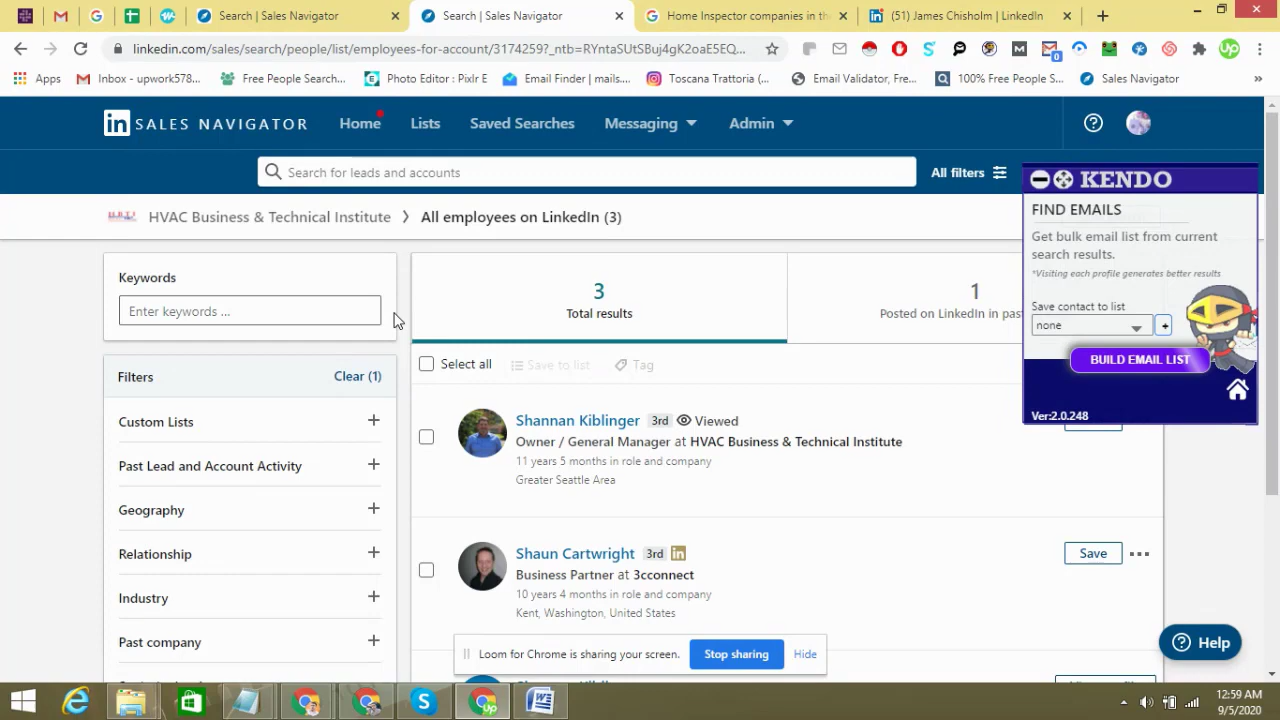 Search | Sales Navigator
Search | Sales Navigator
Home Inspector companies in th
(51) James Chisholm | LinkedIn
linkedin.com/sales/search/people/list/employees-for-account/3174259?_ntb=RYntaSUtSBuj4gK2oaE5EQ...
Apps
Inbox - upwork578...
Free People Search...
Photo Editor : Pixlr E
Email Finder | mails....
Toscana Trattoria (...
Email Validator, Fre...
100% Free People S...
Sales Navigator
in SALES NAVIGATOR
Home
Lists
Saved Searches
Messaging
Admin
Search for leads and accounts
All filters
HVAC Business & Technical Institute > All employees on LinkedIn (3)
KENDO
FIND EMAILS
Get bulk email list from current
search results.
*Visiting each profile generates better results
Save contact to list
none
+
BUILD EMAIL LIST
Ver:2.0.248
Keywords
Enter keywords ...
3
Total results
1
Posted on LinkedIn in pas
Filters
Clear (1)
Custom Lists
Past Lead and Account Activity
Geography
Relationship
Industry
Past company
Select all
Save to list
Tag
Shannan Kiblinger 3rd Viewed
Owner / General Manager at HVAC Business & Technical Institute
11 years 5 months in role and company
Greater Seattle Area
Shaun Cartwright 3rd in
Business Partner at 3cconnect
10 years 4 months in role and company
Kent, Washington, United States
Save
Loom for Chrome is sharing your screen.
Stop sharing
Hide
Help
12:59 AM
9/5/2020